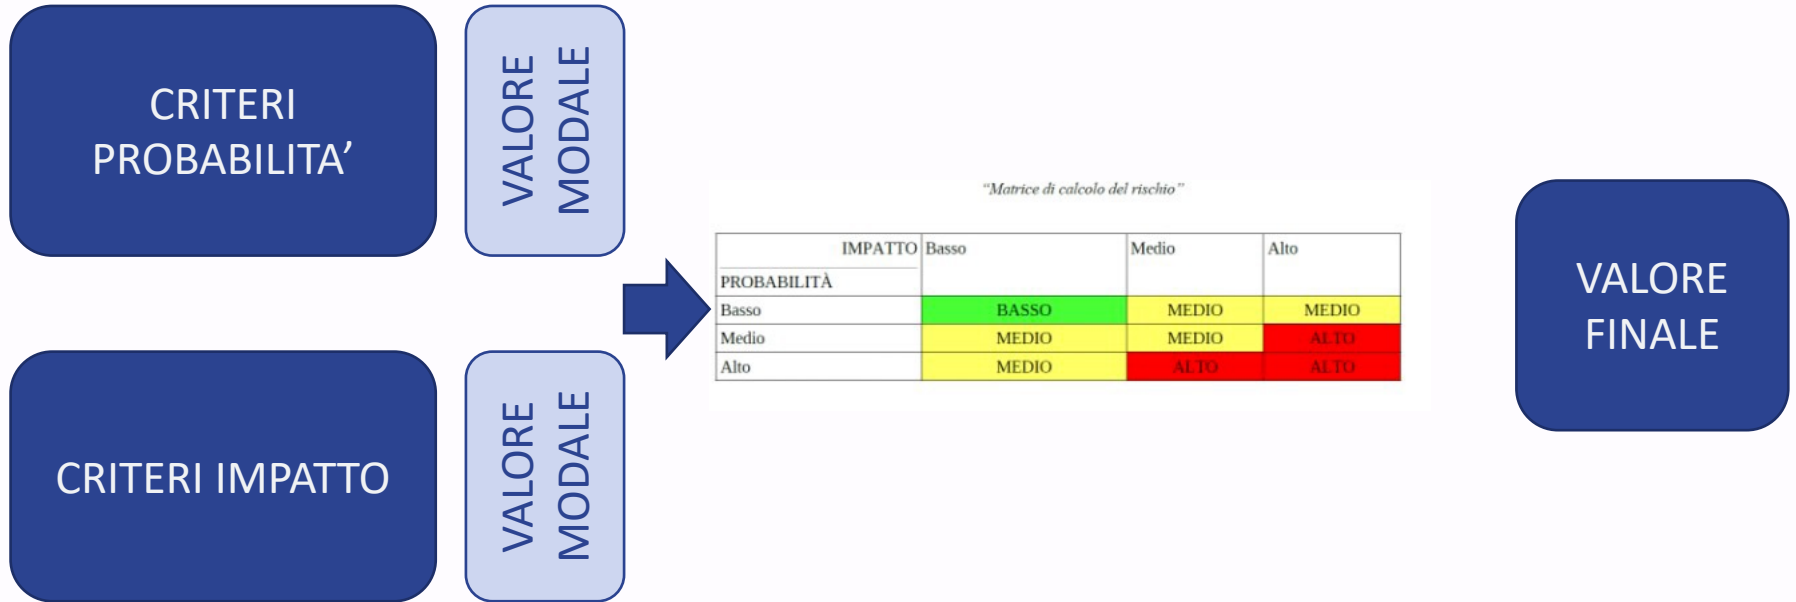 CRITERI
PROBABILITA’
VALORE
MODALE
CRITERI IMPATTO
VALORE
MODALE
“Matrice di calcolo del rischio”
IMPATTO Basso Medio Alto
PROBABILITÀ
Basso BASSO MEDIO MEDIO
Medio MEDIO MEDIO ALTO
Alto MEDIO ALTO ALTO
VALORE
FINALE